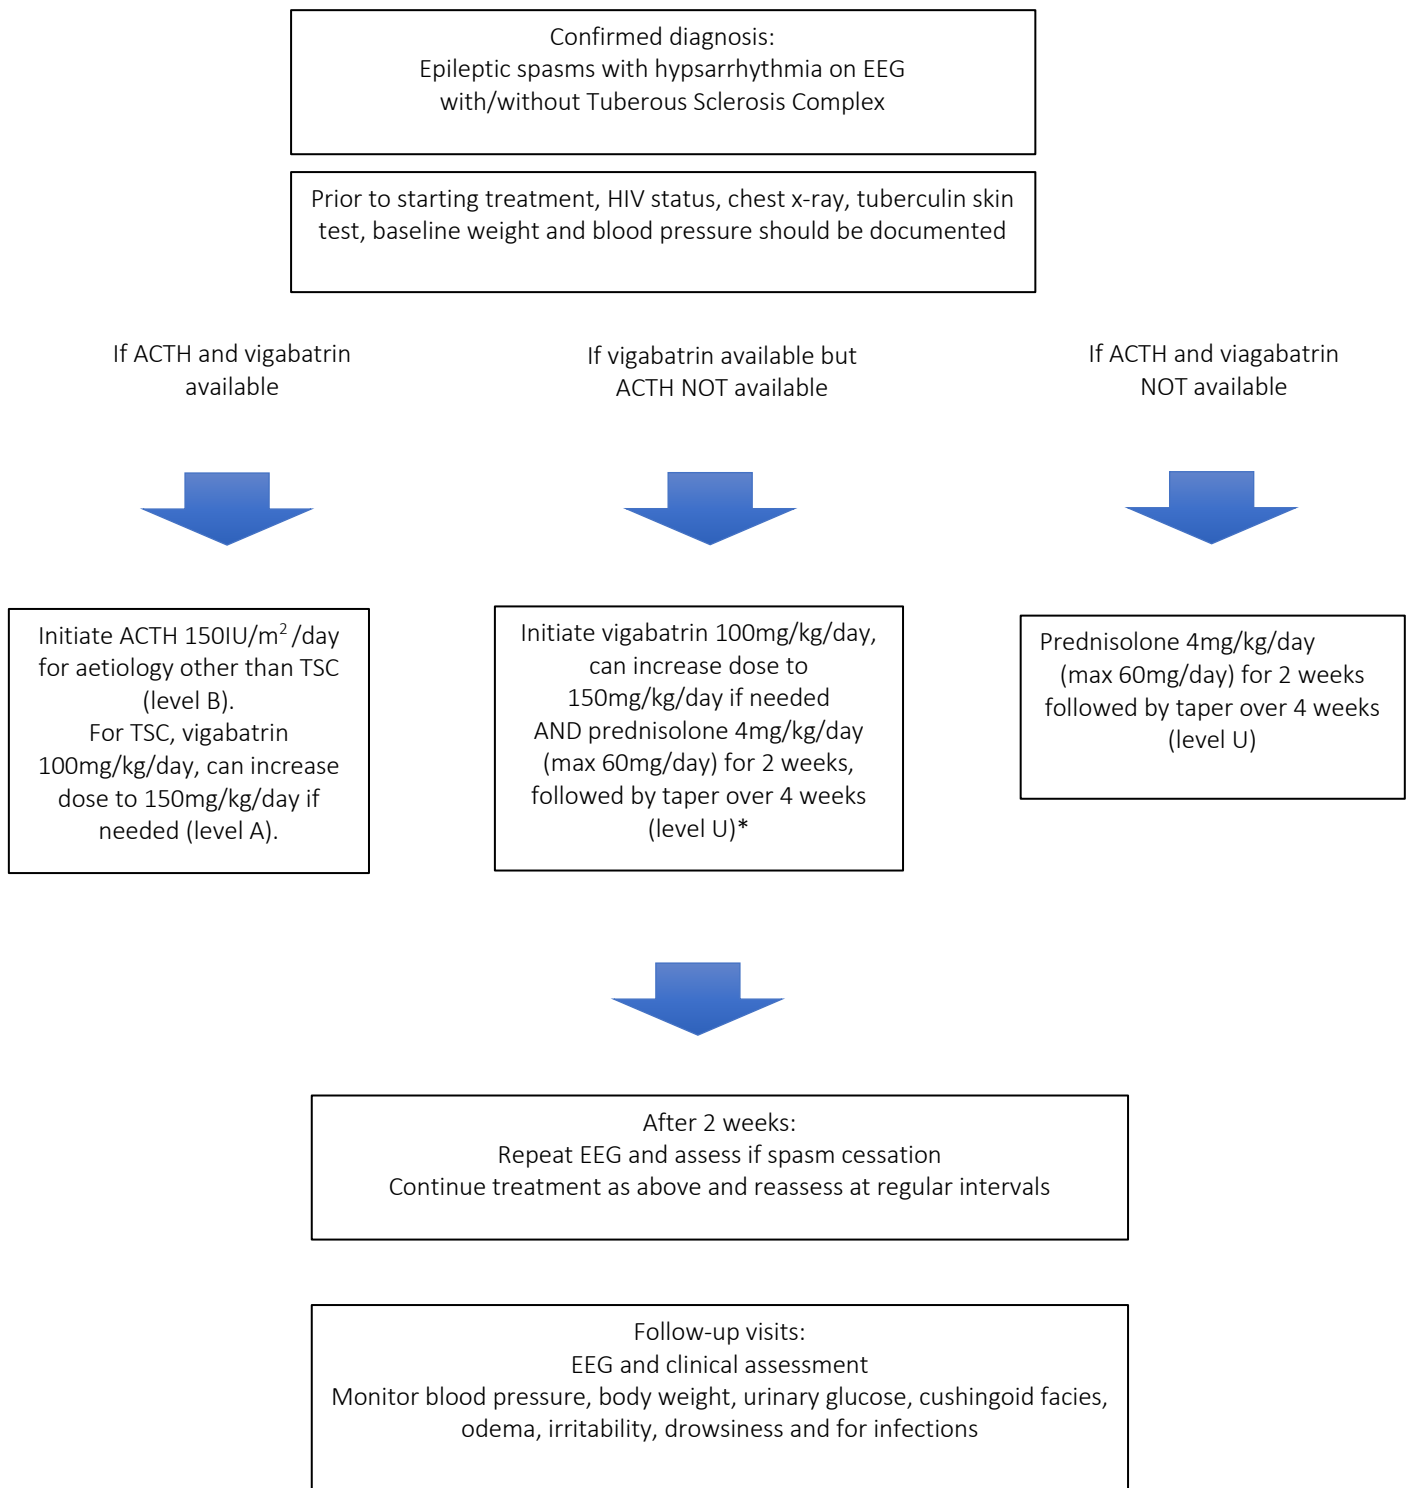 Confirmed diagnosis:
Epileptic spasms with hypsarrhythmia on EEG
with/without Tuberous Sclerosis Complex
Prior to starting treatment, HIV status, chest x-ray, tuberculin skin
test, baseline weight and blood pressure should be documented
If ACTH and vigabatrin
available
If vigabatrin available but
ACTH NOT available
If ACTH and viagabatrin
NOT available
Initiate ACTH 150IU/m² /day
for aetiology other than TSC
(level B).
For TSC, vigabatrin
100mg/kg/day, can increase
dose to 150mg/kg/day if
needed (level A).
Initiate vigabatrin 100mg/kg/day,
can increase dose to
150mg/kg/day if needed
AND prednisolone 4mg/kg/day
(max 60mg/day) for 2 weeks,
followed by taper over 4 weeks
(level U)*
Prednisolone 4mg/kg/day
(max 60mg/day) for 2 weeks
followed by taper over 4 weeks
(level U)
After 2 weeks:
Repeat EEG and assess if spasm cessation
Continue treatment as above and reassess at regular intervals
Follow-up visits:
EEG and clinical assessment
Monitor blood pressure, body weight, urinary glucose, cushingoid facies,
odema, irritability, drowsiness and for infections